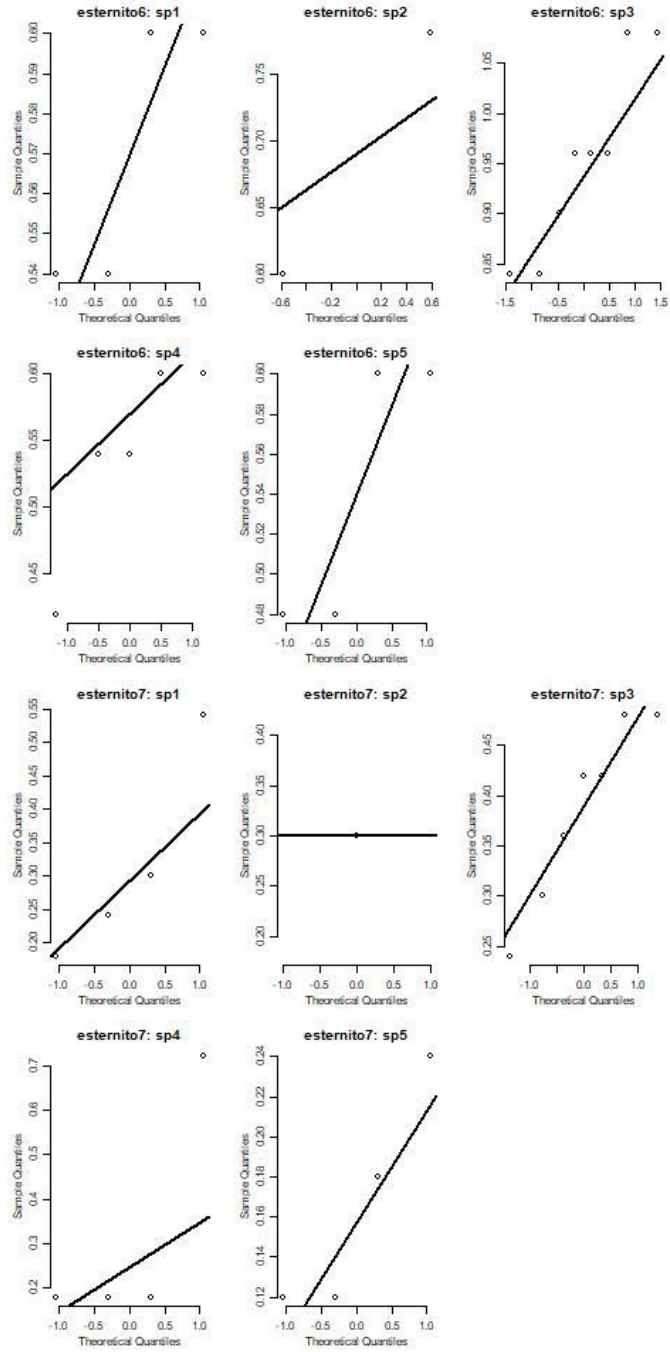 esternito6: sp1
Sample Quantiles
0.54 0.55 0.56 0.57 0.58 0.59 0.60
-1.0 -0.5 0.0 0.5 1.0
Theoretical Quantiles
esternito6: sp2
Sample Quantiles
0.60 0.65 0.70 0.75
-0.6 -0.2 0.2 0.4 0.6
Theoretical Quantiles
esternito6: sp3
Sample Quantiles
0.85 0.90 0.95 1.00 1.05
-1.5 -0.5 0.5 1.0 1.5
Theoretical Quantiles
esternito6: sp4
Sample Quantiles
0.45 0.50 0.55 0.60
-1.0 -0.5 0.0 0.5 1.0
Theoretical Quantiles
esternito6: sp5
Sample Quantiles
0.48 0.50 0.52 0.54 0.56 0.58 0.60
-1.0 -0.5 0.0 0.5 1.0
Theoretical Quantiles
esternito7: sp1
Sample Quantiles
0.20 0.25 0.30 0.35 0.40 0.45 0.50 0.55
-1.0 -0.5 0.0 0.5 1.0
Theoretical Quantiles
esternito7: sp2
Sample Quantiles
0.20 0.25 0.30 0.35 0.40
-1.0 -0.5 0.0 0.5 1.0
Theoretical Quantiles
esternito7: sp3
Sample Quantiles
0.25 0.30 0.35 0.40 0.45
-1.0 0.0 0.5 1.0
Theoretical Quantiles
esternito7: sp4
Sample Quantiles
0.2 0.3 0.4 0.5 0.6 0.7
-1.0 -0.5 0.0 0.5 1.0
Theoretical Quantiles
esternito7: sp5
Sample Quantiles
0.12 0.14 0.16 0.18 0.20 0.22 0.24
-1.0 -0.5 0.0 0.5 1.0
Theoretical Quantiles